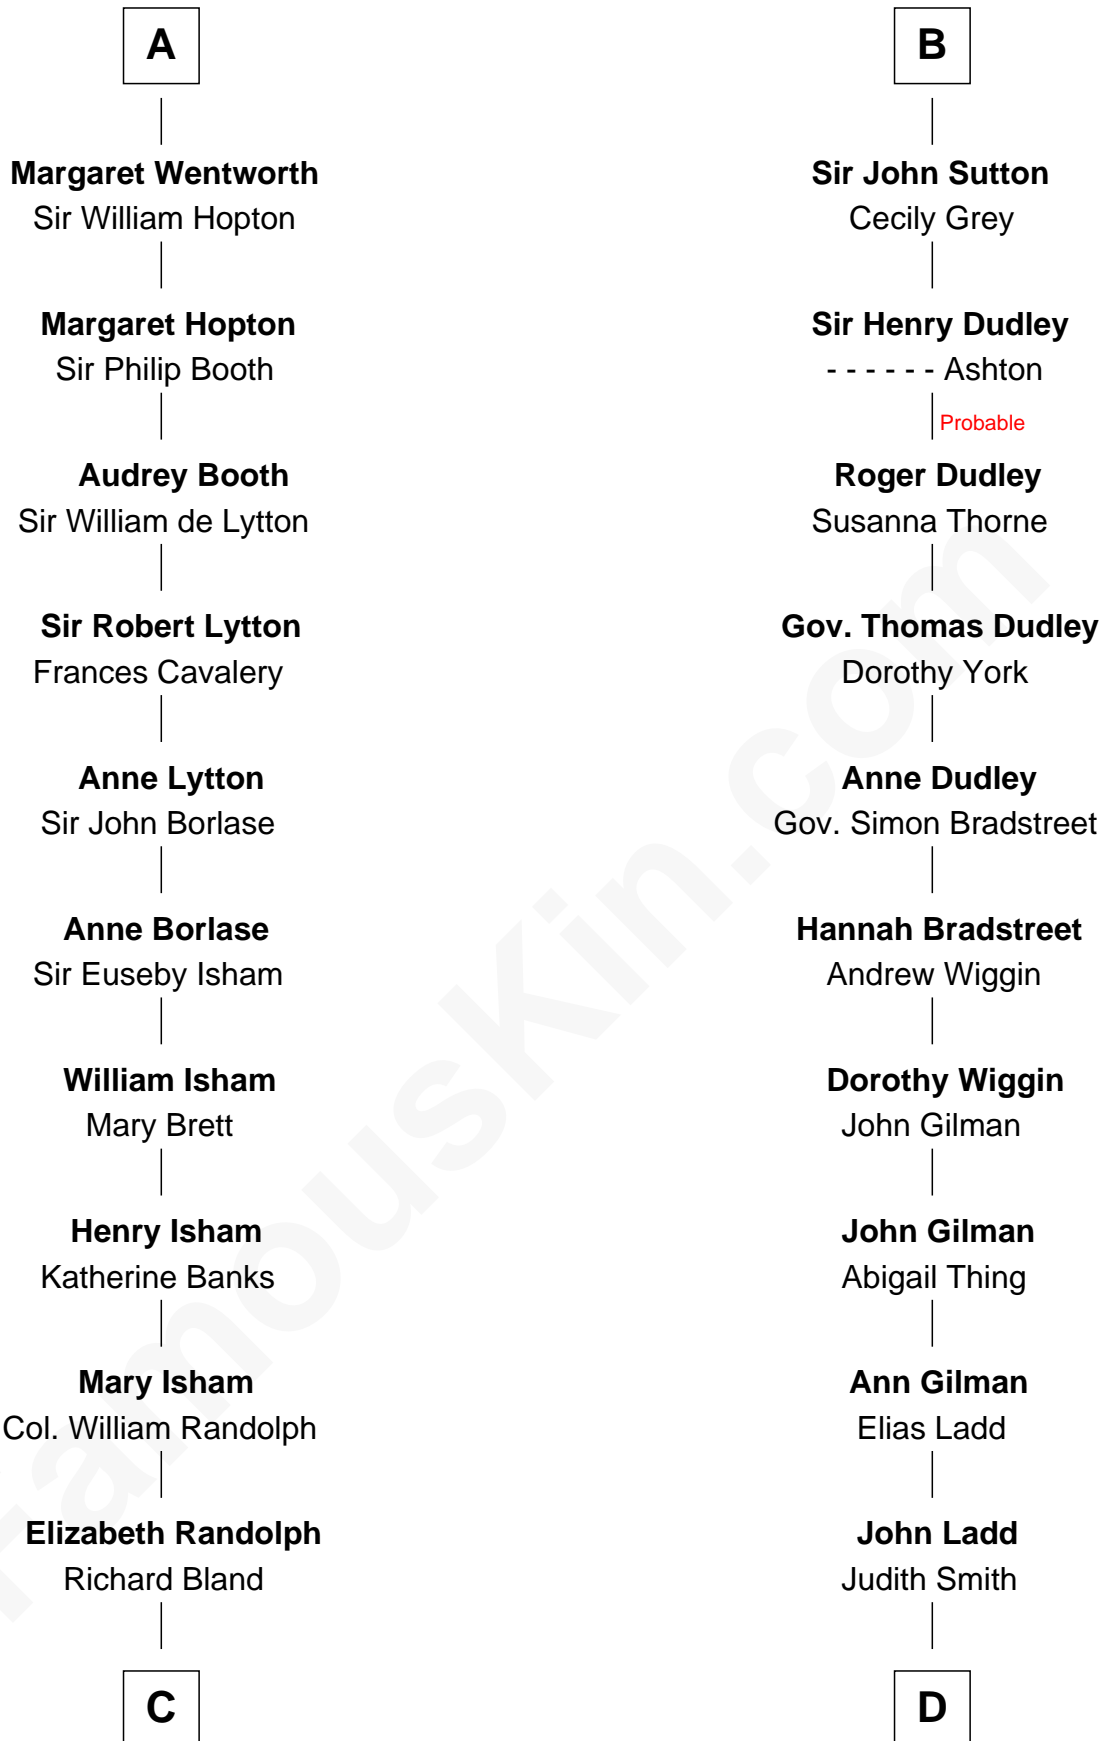 A
Margaret Wentworth
Sir William Hopton
Margaret Hopton
Sir Philip Booth
Audrey Booth
Sir William de Lytton
Sir Robert Lytton
Frances Cavalery
Anne Lytton
Sir John Borlase
Anne Borlase
Sir Euseby Isham
William Isham
Mary Brett
Henry Isham
Katherine Banks
Mary Isham
Col. William Randolph
Elizabeth Randolph
Richard Bland
C
B
Sir John Sutton
Cecily Grey
Sir Henry Dudley
- - - - - - Ashton
Probable
Roger Dudley
Susanna Thorne
Gov. Thomas Dudley
Dorothy York
Anne Dudley
Gov. Simon Bradstreet
Hannah Bradstreet
Andrew Wiggin
Dorothy Wiggin
John Gilman
John Gilman
Abigail Thing
Ann Gilman
Elias Ladd
John Ladd
Judith Smith
D
FamousKin.com